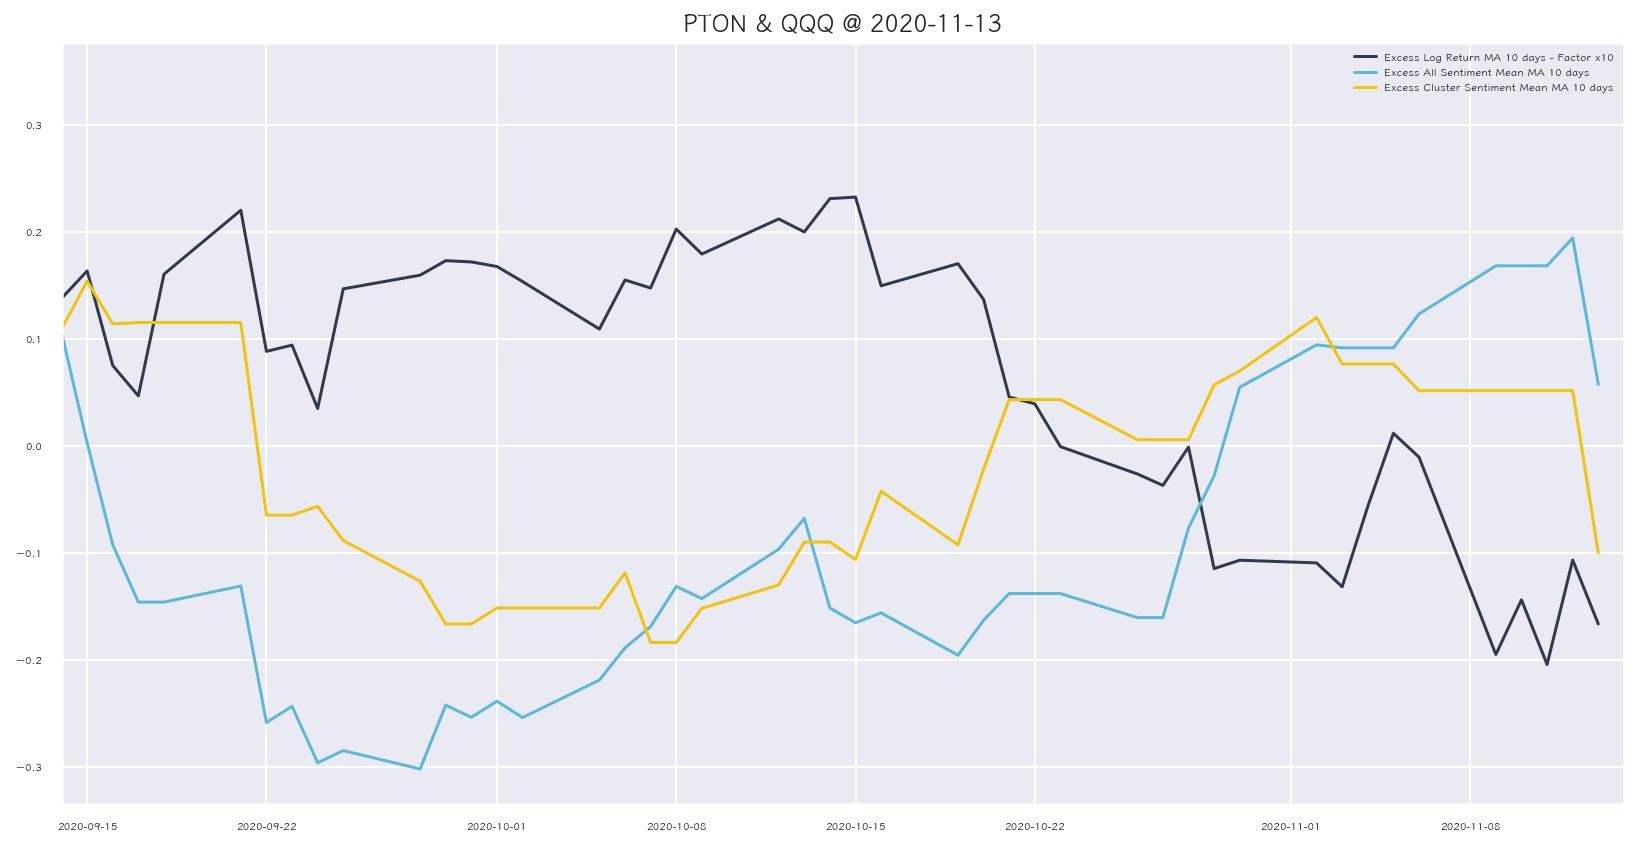 PTON & QQQ @ 2020-11-13
Excess Log Return MA 10 days - Factor x10
Excess All Sentiment Mean MA 10 days
Excess Cluster Sentiment Mean MA 10 days
0.3
0.2
0.1
0.0
−0.1
−0.2
−0.3
2020-09-15 2020-09-22 2020-10-01 2020-10-08 2020-10-15 2020-10-22 2020-11-01 2020-11-08